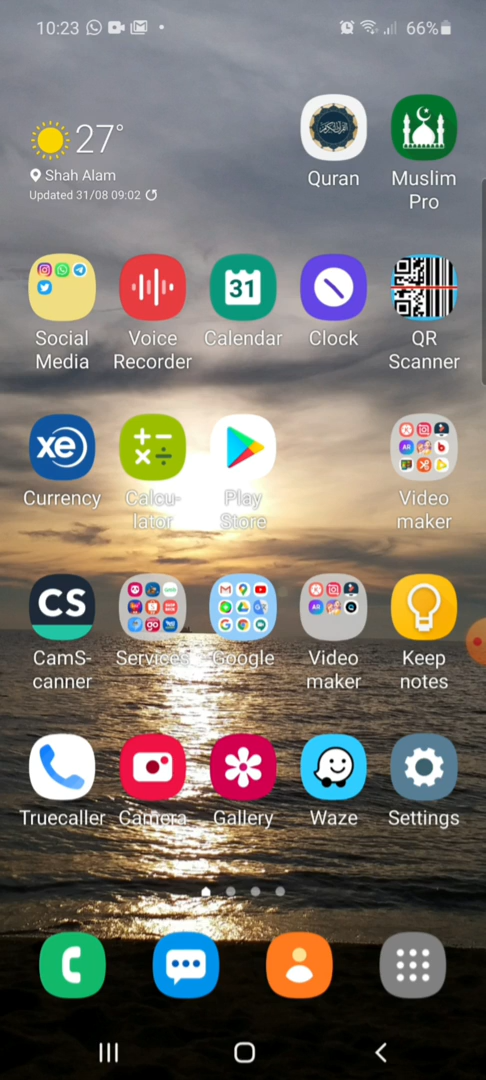 10:23
66%
27°
Shah Alam
Updated 31/08 09:02
Quran
Muslim
Pro
31
Social
Media
Voice
Recorder
Calendar
Clock
QR
Scanner
xe
Currency
Calcu-
lator
Play
Store
Video
maker
CS
CamS-
canner
Services
Google
Video
maker
Keep
notes
Truecaller
Camera
Gallery
Waze
Settings